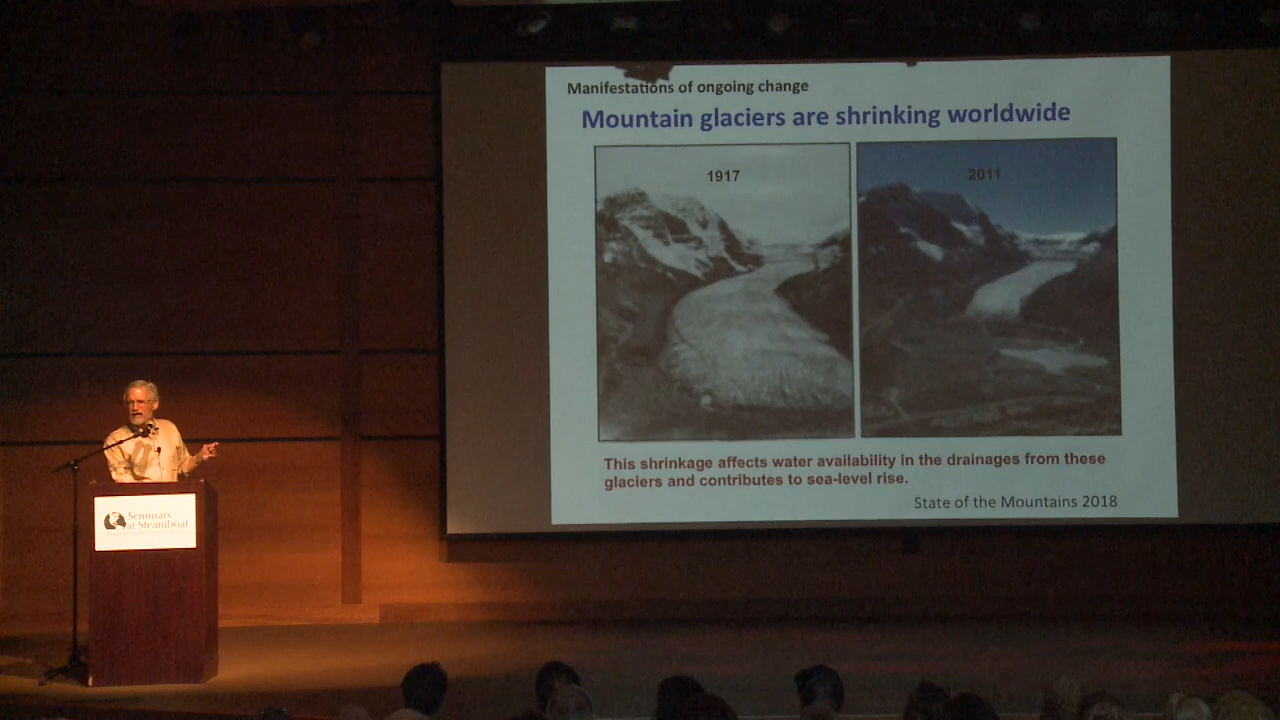 Manifestations of ongoing change
Mountain glaciers are shrinking worldwide
1917
2011
This shrinkage affects water availability in the drainages from these
glaciers and contributes to sea-level rise.
State of the Mountains 2018
Seminars
at Steamboat